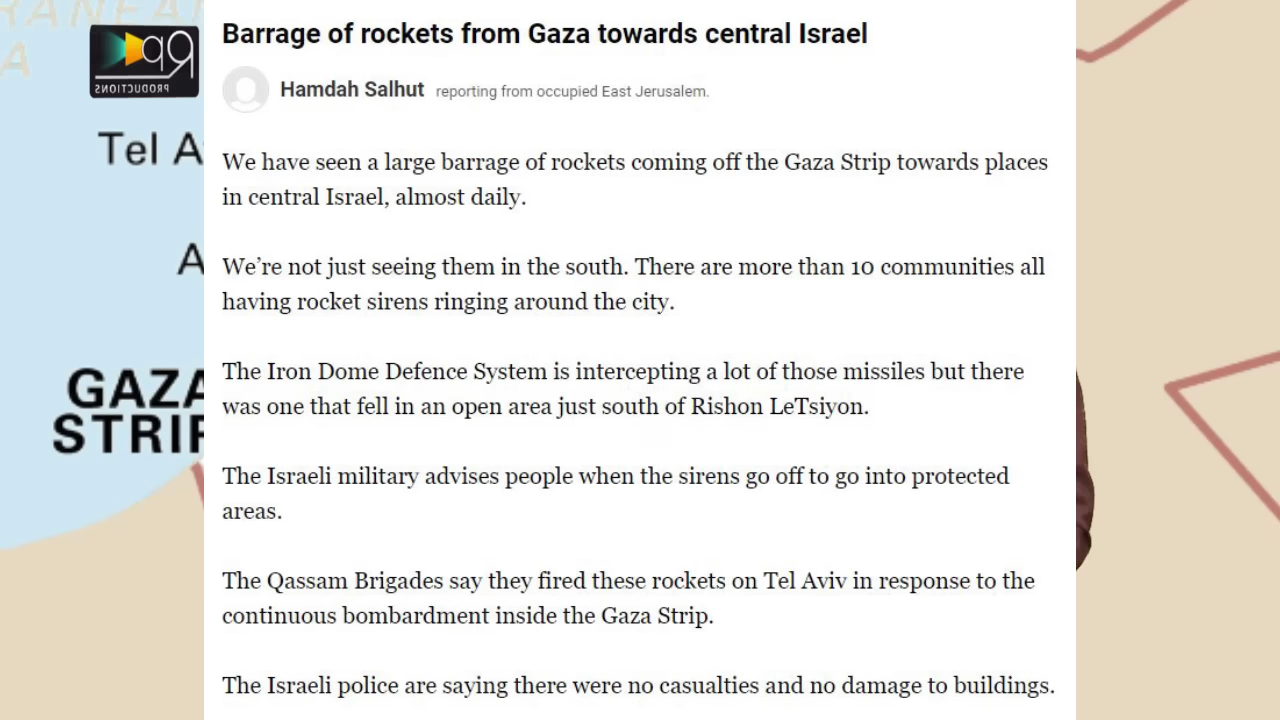 RANEA
A
Rp
PRODUCTIONS
Tel A
A
GAZA
STRIP
Barrage of rockets from Gaza towards central Israel
Hamdah Salhut reporting from occupied East Jerusalem.
We have seen a large barrage of rockets coming off the Gaza Strip towards places
in central Israel, almost daily.
We’re not just seeing them in the south. There are more than 10 communities all
having rocket sirens ringing around the city.
The Iron Dome Defence System is intercepting a lot of those missiles but there
was one that fell in an open area just south of Rishon LeTsiyon.
The Israeli military advises people when the sirens go off to go into protected
areas.
The Qassam Brigades say they fired these rockets on Tel Aviv in response to the
continuous bombardment inside the Gaza Strip.
The Israeli police are saying there were no casualties and no damage to buildings.